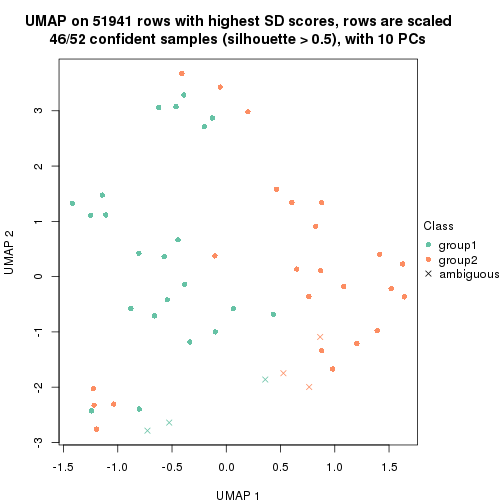 UMAP on 51941 rows with highest SD scores, rows are scaled
46/52 confident samples (silhouette > 0.5), with 10 PCs
3
2
1
0
-1
-2
-3
UMAP 2
-1.5 -1.0 -0.5 0.0 0.5 1.0 1.5
UMAP 1
Class
group1
group2
ambiguous